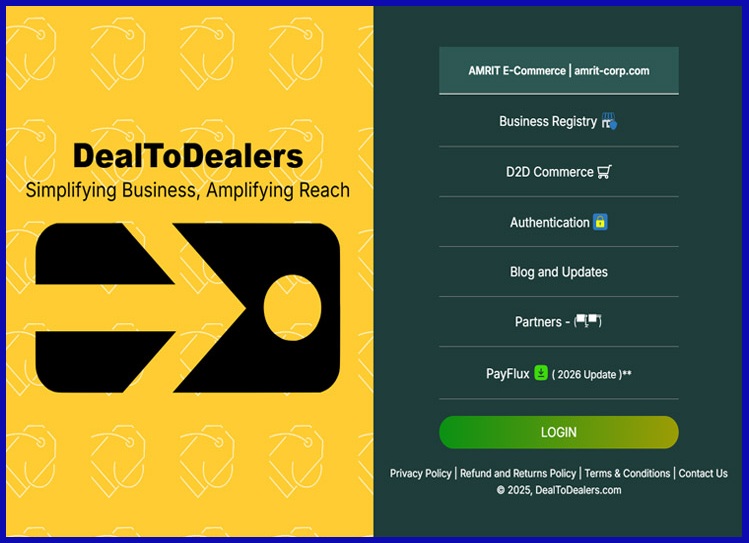 DealToDealers
Simplifying Business, Amplifying Reach
AMRIT E-Commerce | amrit-corp.com
Business Registry
D2D Commerce
Authentication
Blog and Updates
Partners - 
PayFlux ( 2026 Update )**
LOGIN
Privacy Policy | Refund and Returns Policy | Terms & Conditions | Contact Us
© 2025, DealToDealers.com